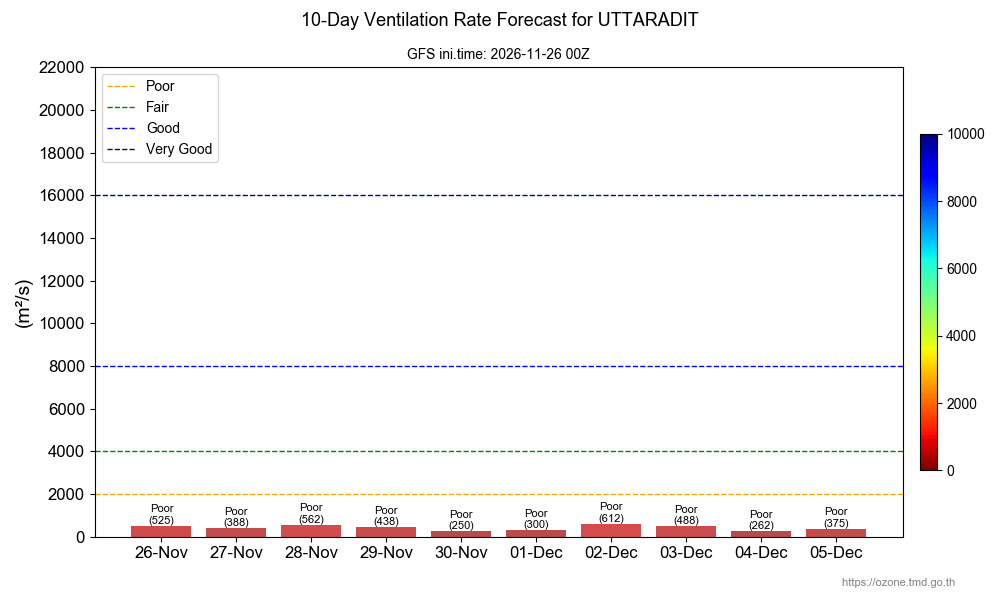 10-Day Ventilation Rate Forecast for UTTARADIT
GFS ini.time: 2026-11-26 00Z
(m²/s)
22000
20000
18000
16000
14000
12000
10000
8000
6000
4000
2000
0
Poor
Fair
Good
Very Good
Poor
(525)
Poor
(388)
Poor
(562)
Poor
(438)
Poor
(250)
Poor
(300)
Poor
(612)
Poor
(488)
Poor
(262)
Poor
(375)
26-Nov 27-Nov 28-Nov 29-Nov 30-Nov 01-Dec 02-Dec 03-Dec 04-Dec 05-Dec
10000
8000
6000
4000
2000
0
https://ozone.tmd.go.th